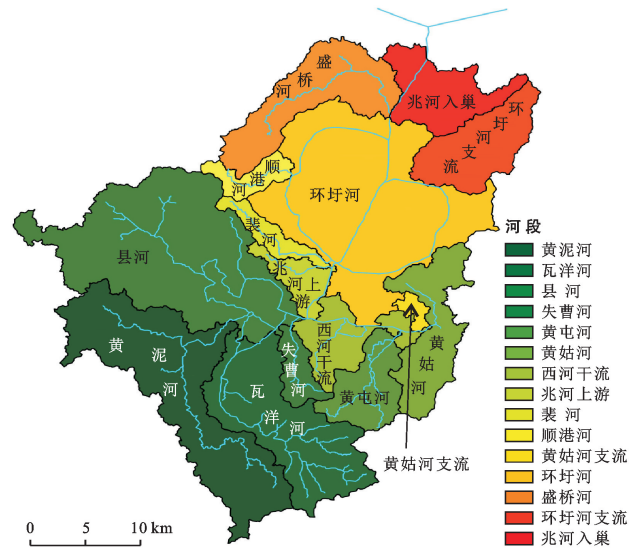 盛桥河
兆河入巢
环圩河支流
顺港河
环圩河
裴河
县河
兆河上游
西河干流
黄姑河
失曹河
黄泥河
瓦洋河
黄屯河
黄姑河支流
河段
黄泥河
瓦洋河
县 河
失曹河
黄屯河
黄姑河
西河干流
兆河上游
裴 河
顺港河
黄姑河支流
环圩河
盛桥河
环圩河支流
兆河入巢
0 5 10 km